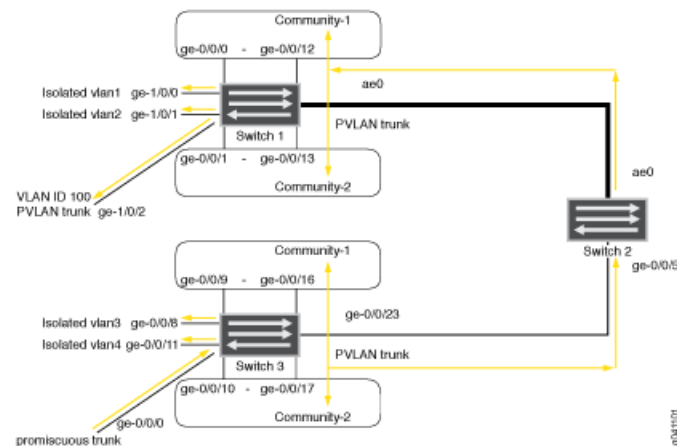 Community-1
ge-0/0/0 - ge-0/0/12
Isolated vlan1 ge-1/0/0
ae0
Isolated vlan2 ge-1/0/1
PVLAN trunk
Switch 1
ge-0/0/1 - ge-0/0/13
Community-2
VLAN ID 100
PVLAN trunk ge-1/0/2
ae0
Switch 2
ge-0/0/5
Community-1
ge-0/0/9 - ge-0/0/16
ge-0/0/23
Isolated vlan3 ge-0/0/8
Isolated vlan4 ge-0/0/11
PVLAN trunk
Switch 3
ge-0/0/10 - ge-0/0/17
Community-2
ge-0/0/0
promiscuous trunk
g041101